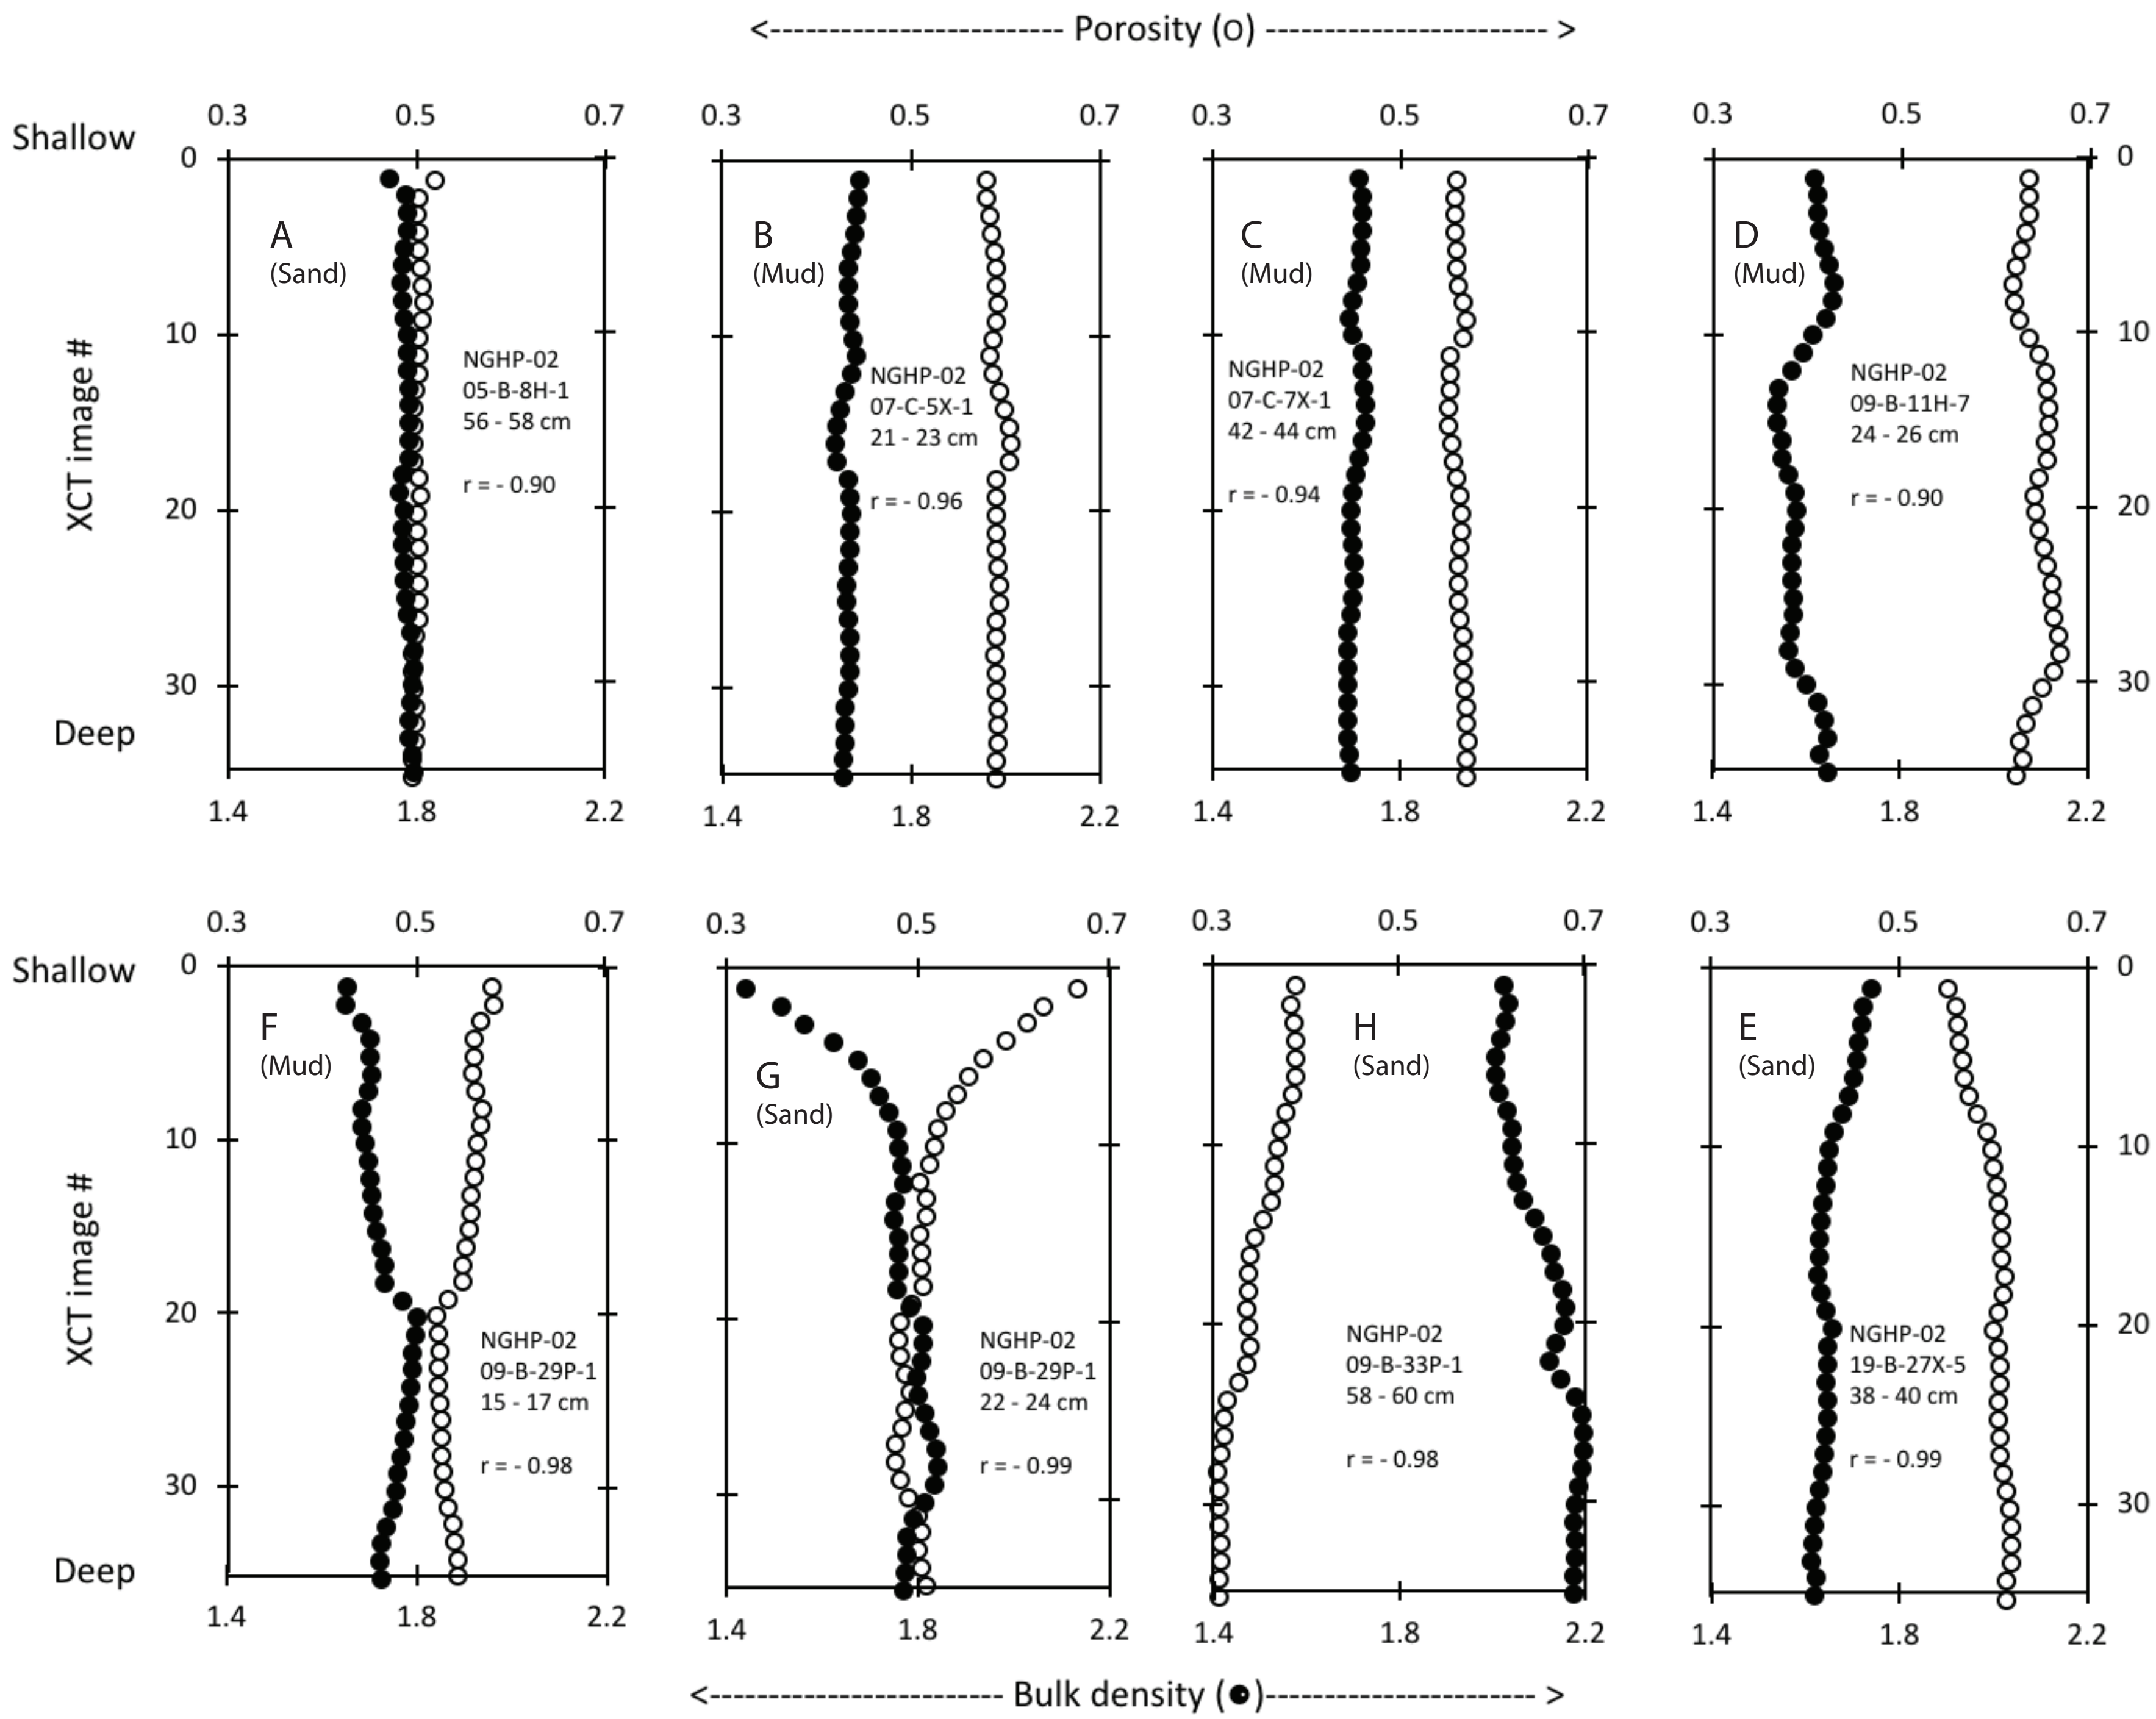 <------------------------ Porosity (O) ----------------------- >
0.3 0.5 0.7 0.3 0.5 0.7 0.3 0.5 0.7 0.3 0.5 0.7
Shallow
0 0
A
(Sand)
B
(Mud)
C
(Mud)
D
(Mud)
XCT image #
10 10
NGHP-02
05-B-8H-1
56 - 58 cm
r = - 0.90
NGHP-02
07-C-5X-1
21 - 23 cm
r = - 0.96
NGHP-02
07-C-7X-1
42 - 44 cm
r = - 0.94
NGHP-02
09-B-11H-7
24 - 26 cm
r = - 0.90
20 20
30 30
Deep
1.4 1.8 2.2 1.4 1.8 2.2 1.4 1.8 2.2 1.4 1.8 2.2
0.3 0.5 0.7 0.3 0.5 0.7 0.3 0.5 0.7 0.3 0.5 0.7
Shallow
0 0
F
(Mud)
G
(Sand)
H
(Sand)
E
(Sand)
XCT image #
10 10
20 20
NGHP-02
09-B-29P-1
15 - 17 cm
r = - 0.98
NGHP-02
09-B-29P-1
22 - 24 cm
r = - 0.99
NGHP-02
09-B-33P-1
58 - 60 cm
r = - 0.98
NGHP-02
19-B-27X-5
38 - 40 cm
r = - 0.99
30 30
Deep
1.4 1.8 2.2 1.4 1.8 2.2 1.4 1.8 2.2 1.4 1.8 2.2
<------------------------ Bulk density (●)---------------------- >